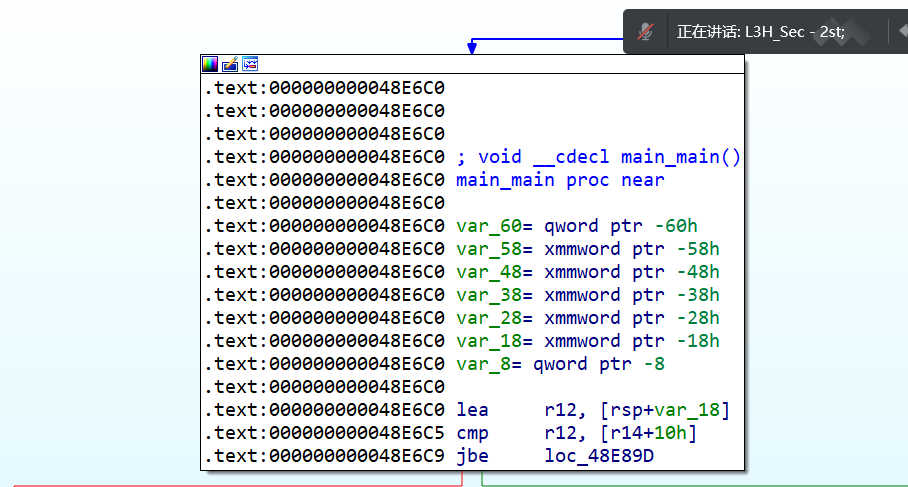 正在讲话: L3H_Sec - 2st;
.text:000000000048E6C0
.text:000000000048E6C0
.text:000000000048E6C0
.text:000000000048E6C0 ; void __cdecl main_main()
.text:000000000048E6C0 main_main proc near
.text:000000000048E6C0
.text:000000000048E6C0 var_60= qword ptr -60h
.text:000000000048E6C0 var_58= xmmword ptr -58h
.text:000000000048E6C0 var_48= xmmword ptr -48h
.text:000000000048E6C0 var_38= xmmword ptr -38h
.text:000000000048E6C0 var_28= xmmword ptr -28h
.text:000000000048E6C0 var_18= xmmword ptr -18h
.text:000000000048E6C0 var_8= qword ptr -8
.text:000000000048E6C0
.text:000000000048E6C0 lea     r12, [rsp+var_18]
.text:000000000048E6C5 cmp     r12, [r14+10h]
.text:000000000048E6C9 jbe     loc_48E89D